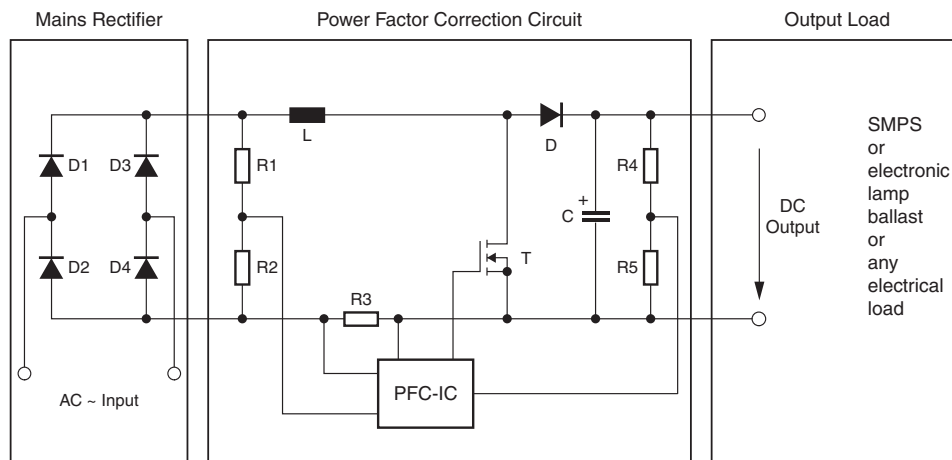 Mains Rectifier
Power Factor Correction Circuit
Output Load
L
D
D1
D3
R1
R4
SMPS
or
electronic
lamp
ballast
or
any
electrical
load
+
C
DC
Output
D2
D4
R2
T
R5
R3
PFC-IC
AC ~ Input